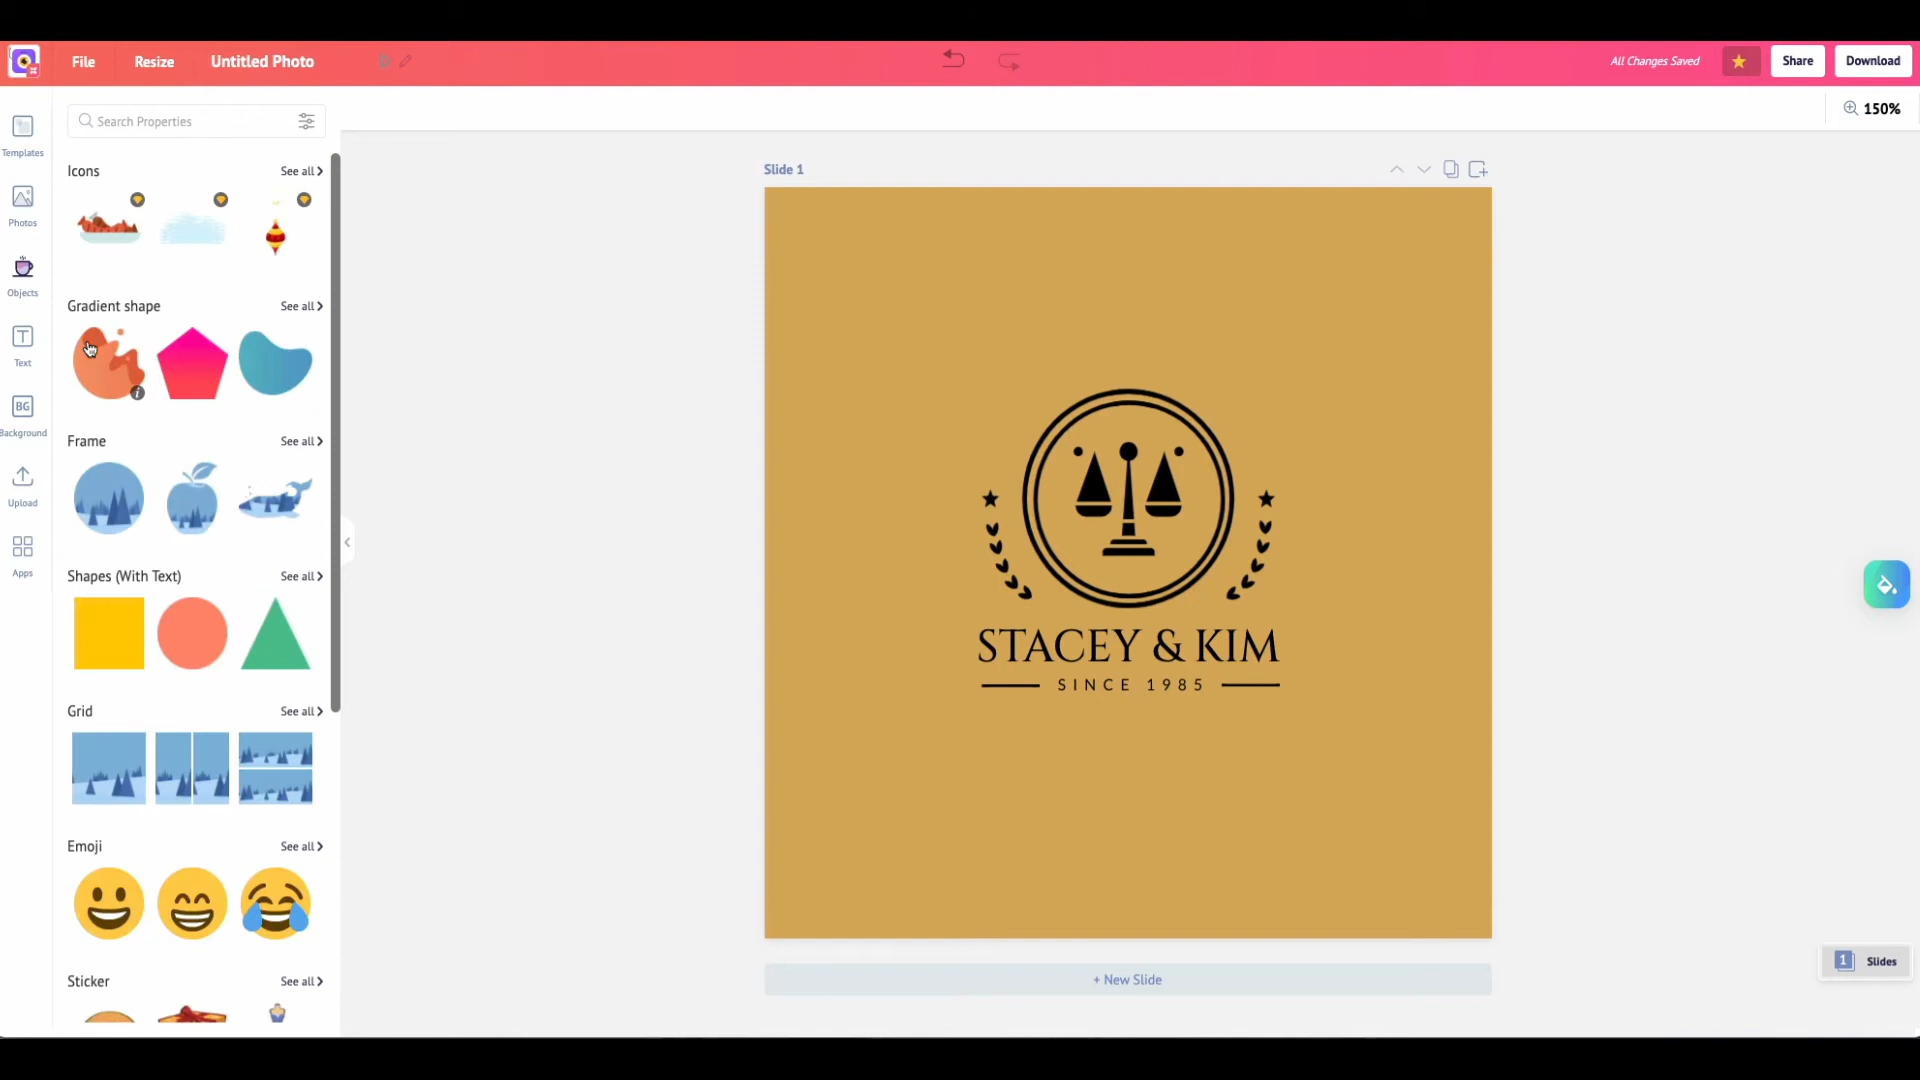 File Resize Untitled Photo All Changes Saved Share Download
Search Properties 150%
Templates
Photos
Objects
Text
BG
Background
Upload
Apps
Icons See all
Gradient shape See all
Frame See all
Shapes (With Text) See all
Grid See all
Emoji See all
Sticker See all
Slide 1
STACEY & KIM
SINCE 1985
+ New Slide
1 Slides